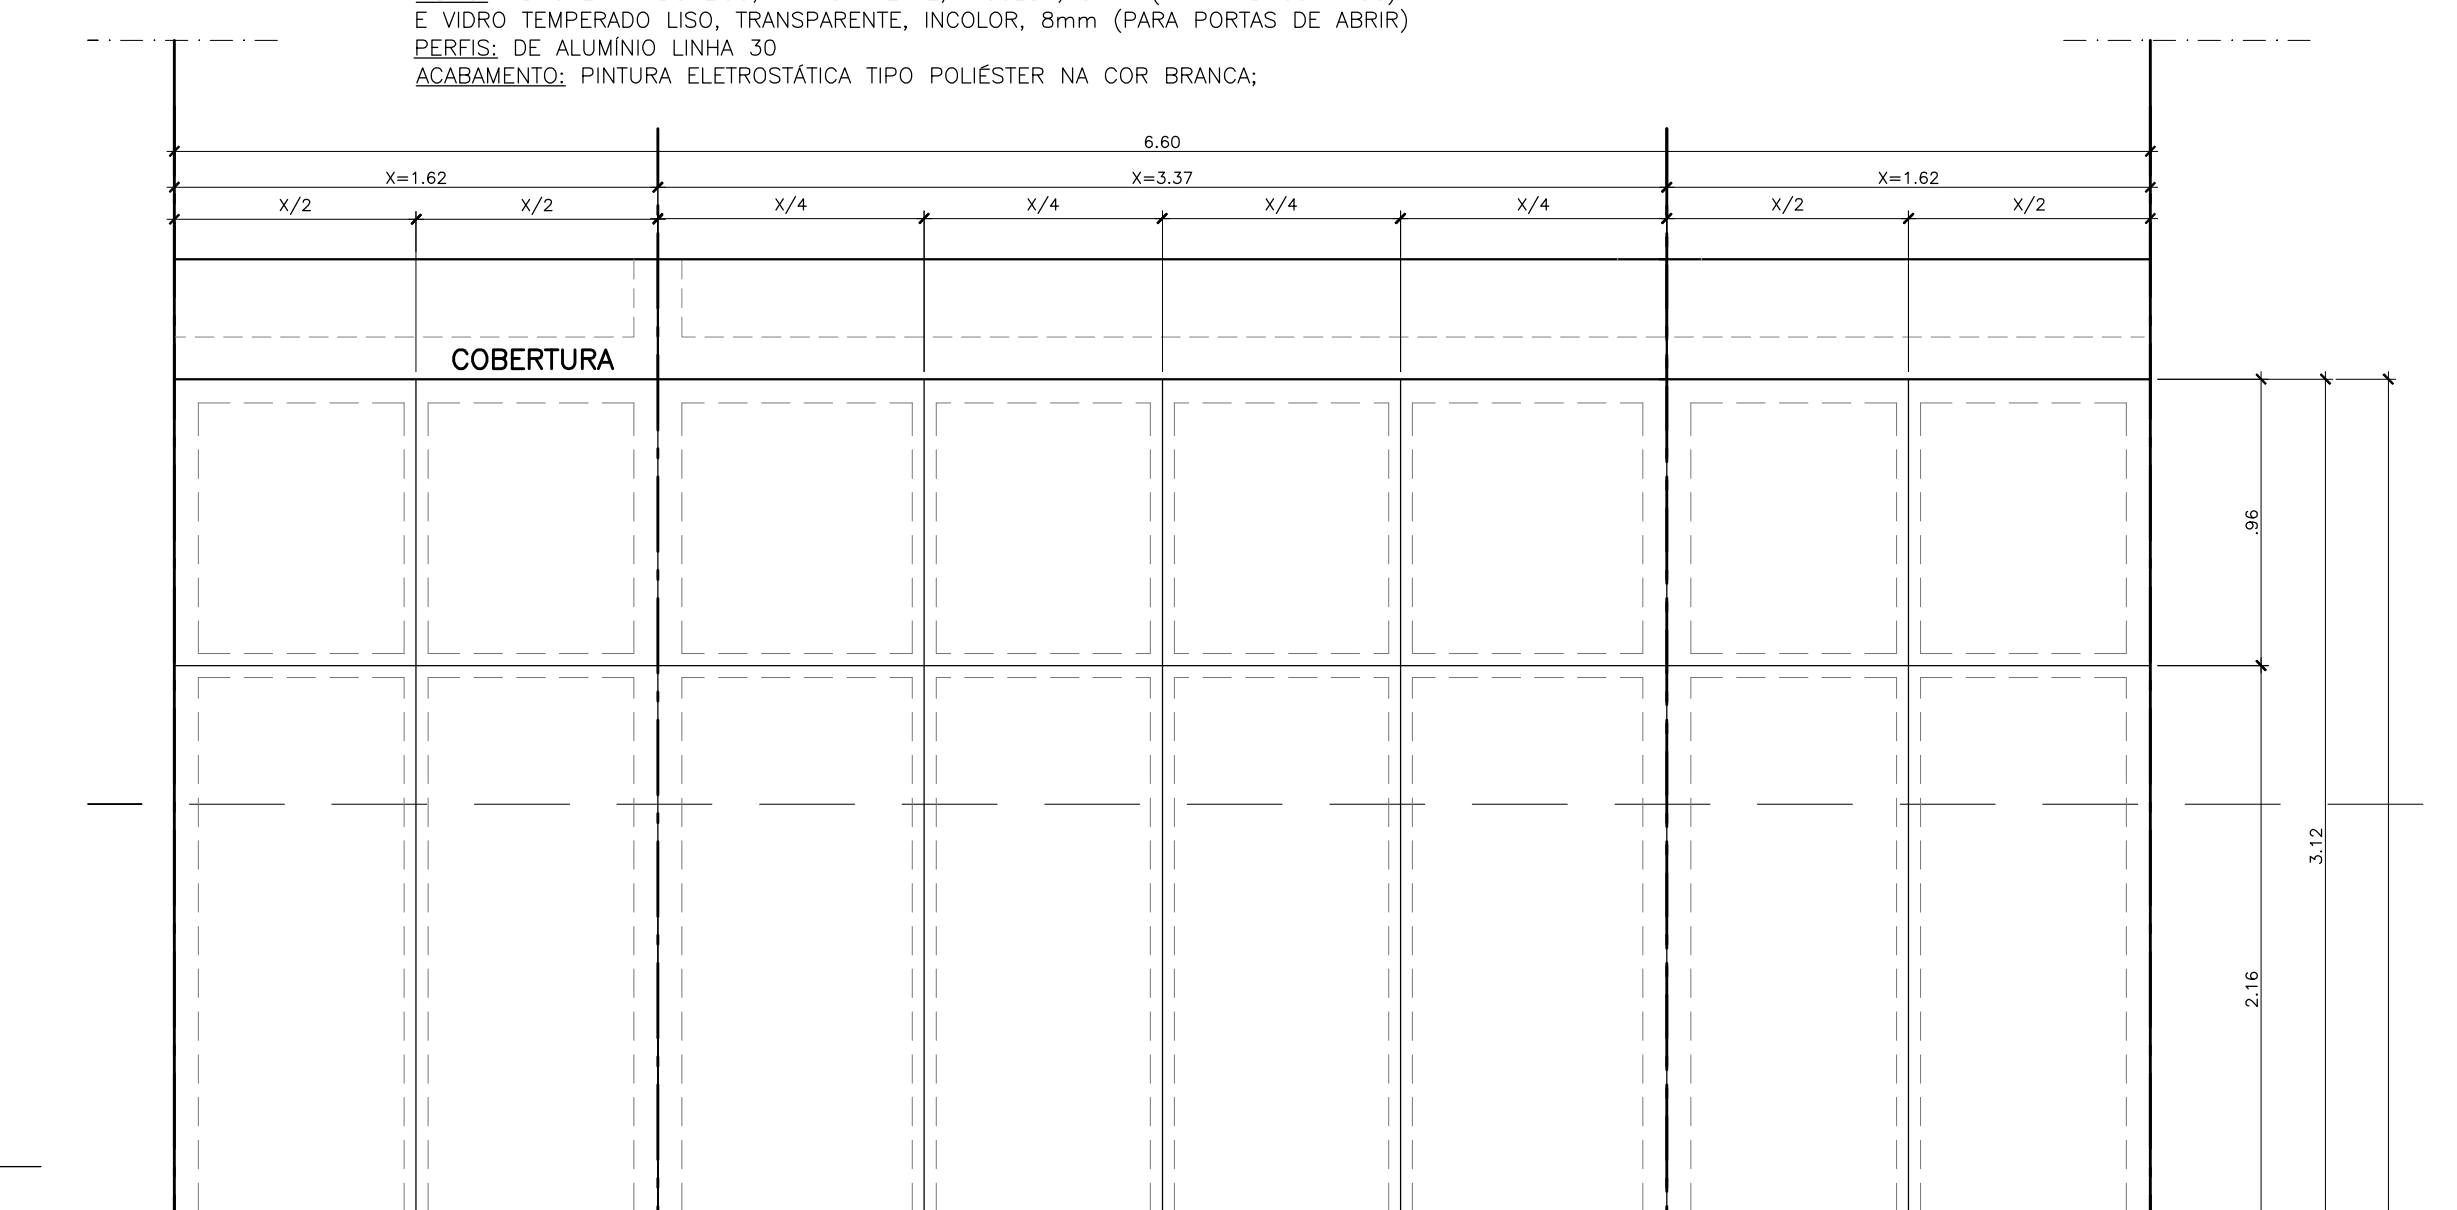 E VIDRO TEMPERADO LISO, TRANSPARENTE, INCOLOR, 8mm (PARA PORTAS DE ABRIR)
PERFIS: DE ALUMÍNIO LINHA 30
ACABAMENTO: PINTURA ELETROSTÁTICA TIPO POLIÉSTER NA COR BRANCA;
6.60
X=1.62 X=3.37 X=1.62
X/2 X/2 X/4 X/4 X/4 X/4 X/2 X/2
COBERTURA
.96
3.12
2.16